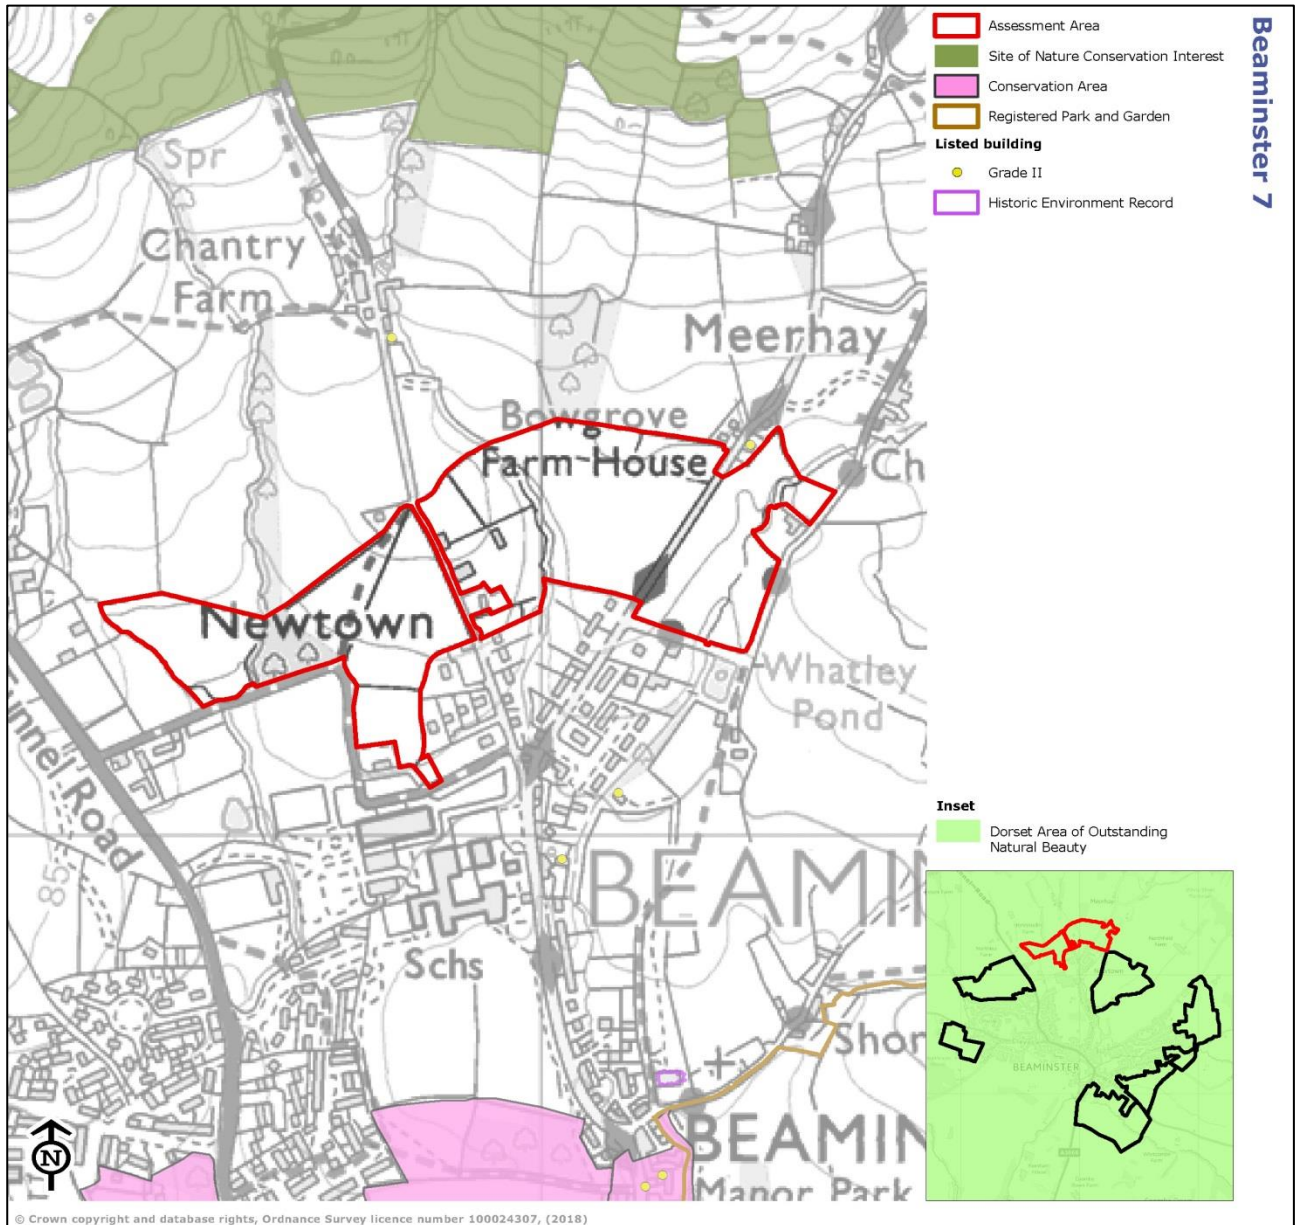 Beaminster 7
Assessment Area
Site of Nature Conservation Interest
Conservation Area
Registered Park and Garden
Listed building
Grade II
Historic Environment Record
Spr
Chantry
Farm
Meerhay
Bowgrove
Farm House
Ch
Newtown
Whatley
Pond
unnel Road
85
BEAMIN
Schs
Shor
BEAMIN
Manor Park
N
Inset
Dorset Area of Outstanding
Natural Beauty
BEAMINSTER
© Crown copyright and database rights, Ordnance Survey licence number 100024307, (2018)